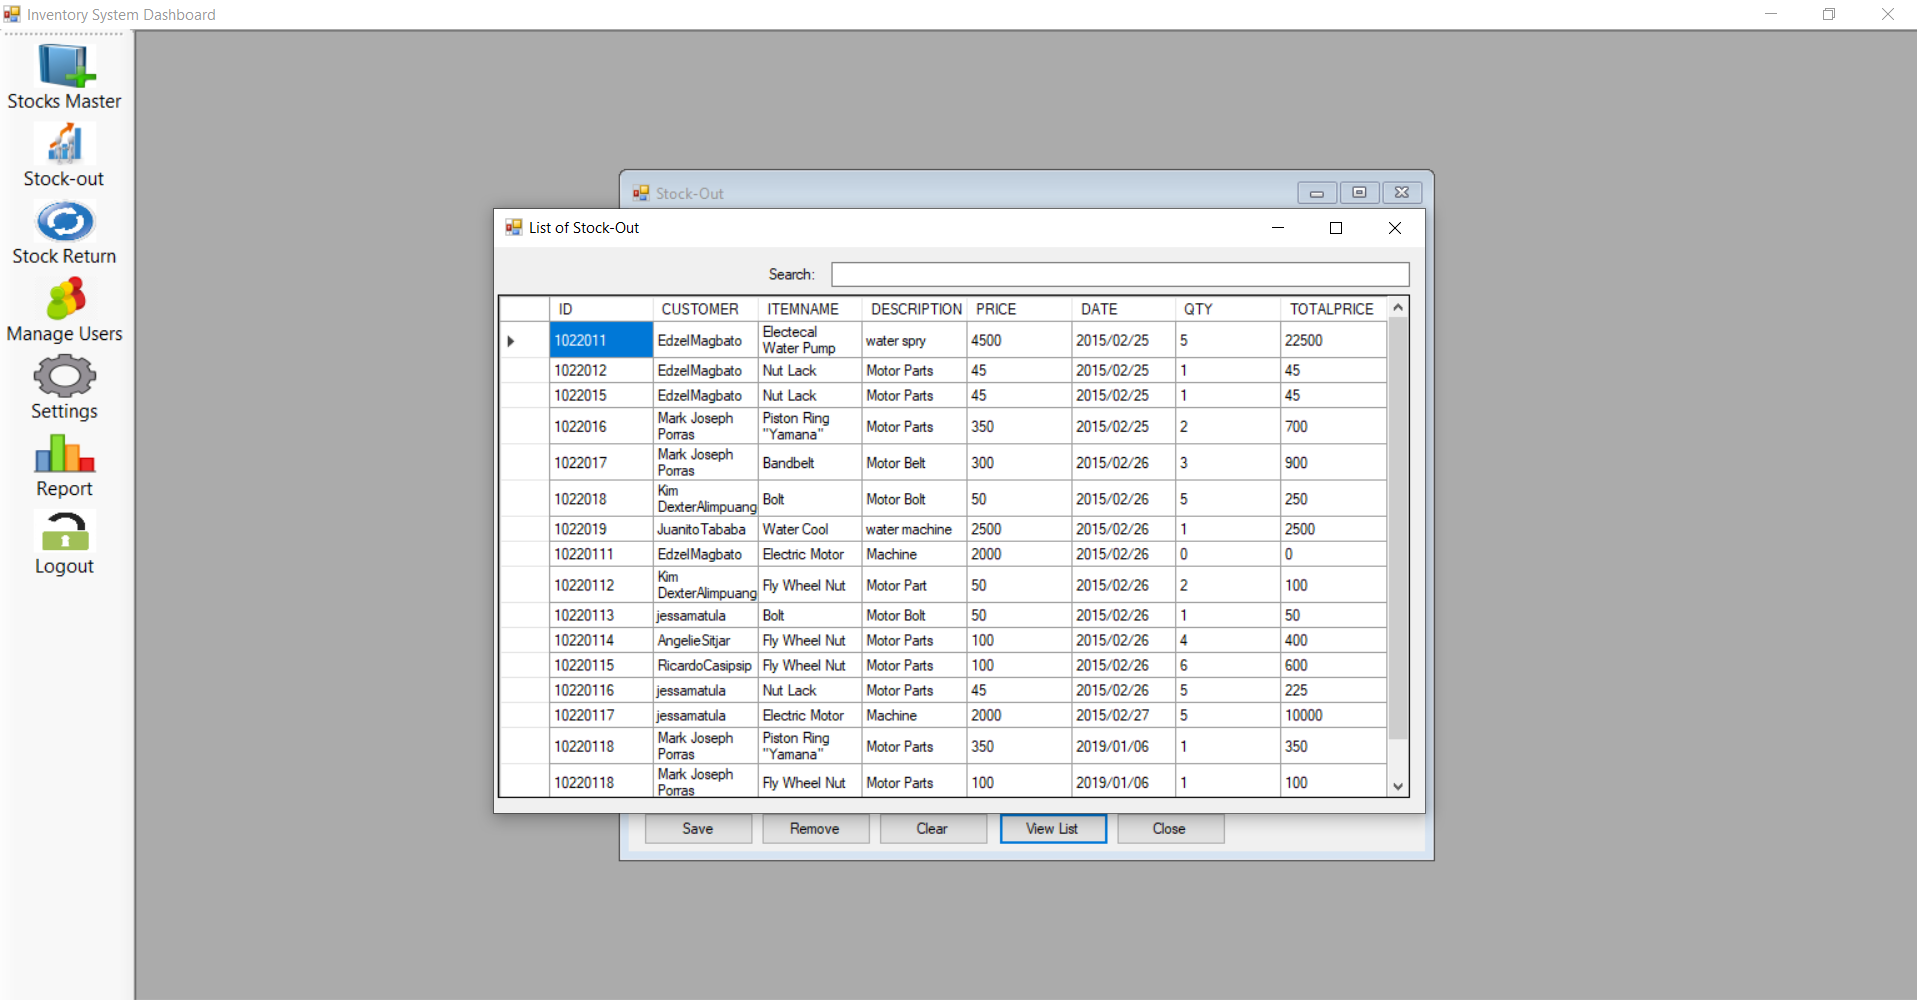 Inventory System Dashboard
Stocks Master
Stock-out
Stock Return
Manage Users
Settings
Report
Logout
Stock-Out
List of Stock-Out
Search:
ID CUSTOMER ITEMNAME DESCRIPTION PRICE DATE QTY TOTALPRICE
1022011 EdzelMagbato Electecal Water Pump water spry 4500 2015/02/25 5 22500
1022012 EdzelMagbato Nut Lack Motor Parts 45 2015/02/25 1 45
1022015 EdzelMagbato Nut Lack Motor Parts 45 2015/02/25 1 45
1022016 Mark Joseph Porras Piston Ring "Yamana" Motor Parts 350 2015/02/25 2 700
1022017 Mark Joseph Porras Bandbelt Motor Belt 300 2015/02/26 3 900
1022018 Kim DexterAlimpuang Bolt Motor Bolt 50 2015/02/26 5 250
1022019 JuanitoTababa Water Cool water machine 2500 2015/02/26 1 2500
10220111 EdzelMagbato Electric Motor Machine 2000 2015/02/26 0 0
10220112 Kim DexterAlimpuang Fly Wheel Nut Motor Part 50 2015/02/26 2 100
10220113 jessamatula Bolt Motor Bolt 50 2015/02/26 1 50
10220114 AngelieSitjar Fly Wheel Nut Motor Parts 100 2015/02/26 4 400
10220115 RicardoCasipsip Fly Wheel Nut Motor Parts 100 2015/02/26 6 600
10220116 jessamatula Nut Lack Motor Parts 45 2015/02/26 5 225
10220117 jessamatula Electric Motor Machine 2000 2015/02/27 5 10000
10220118 Mark Joseph Porras Piston Ring "Yamana" Motor Parts 350 2019/01/06 1 350
10220118 Mark Joseph Porras Fly Wheel Nut Motor Parts 100 2019/01/06 1 100
Save Remove Clear View List Close